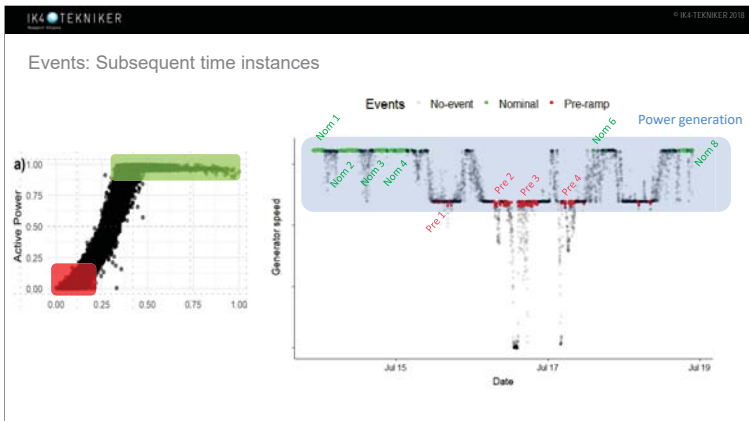 IK4 TEKNIKER
Research Alliance
© IK4-TEKNIKER 2018
Events: Subsequent time instances
Events No-event Nominal Pre-ramp
Power generation
Nom 1
Nom 2
Nom 3
Nom 4
Nom 6
Nom 8
Pre 1
Pre 2
Pre 3
Pre 4
a)
Active Power
1.00
0.75
0.50
0.25
0.00
0.00 0.25 0.50 0.75 1.00
Generator speed
Jul 15 Jul 17 Jul 19
Date